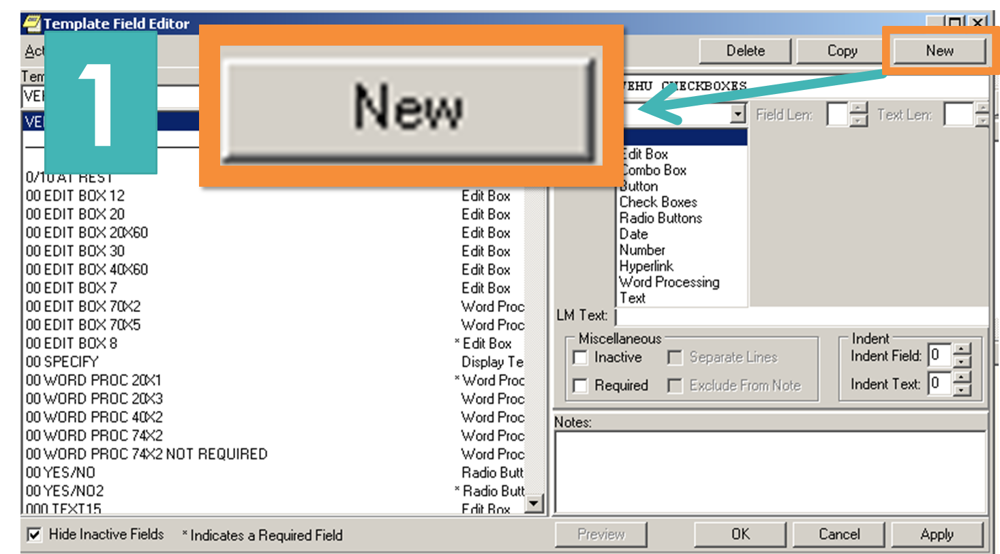 Template Field Editor
Act
Delete
Copy
New
1
New
Tem
VEH
VEHU CHECKBOXES
VEH
Field Len:
Text Len:
Edit Box
Combo Box
Button
Check Boxes
Radio Buttons
Date
Number
Hyperlink
Word Processing
Text
0/10 AT REST
00 EDIT BOX 12 Edit Box
00 EDIT BOX 20 Edit Box
00 EDIT BOX 20X60 Edit Box
00 EDIT BOX 30 Edit Box
00 EDIT BOX 40X60 Edit Box
00 EDIT BOX 7 Edit Box
00 EDIT BOX 70X2 Word Proc
00 EDIT BOX 70X5 Word Proc
00 EDIT BOX 8 * Edit Box
00 SPECIFY Display Te
00 WORD PROC 20X1 * Word Proc
00 WORD PROC 20X3 Word Proc
00 WORD PROC 40X2 Word Proc
00 WORD PROC 74X2 Word Proc
00 WORD PROC 74X2 NOT REQUIRED Word Proc
00 YES/NO Radio Butt
00 YES/NO2 * Radio Butt
000 TEXT15 Edit Box
LM Text:
Miscellaneous
Inactive
Separate Lines
Required
Exclude From Note
Indent
Indent Field: 0
Indent Text: 0
Notes:
Hide Inactive Fields
* Indicates a Required Field
Preview
OK
Cancel
Apply